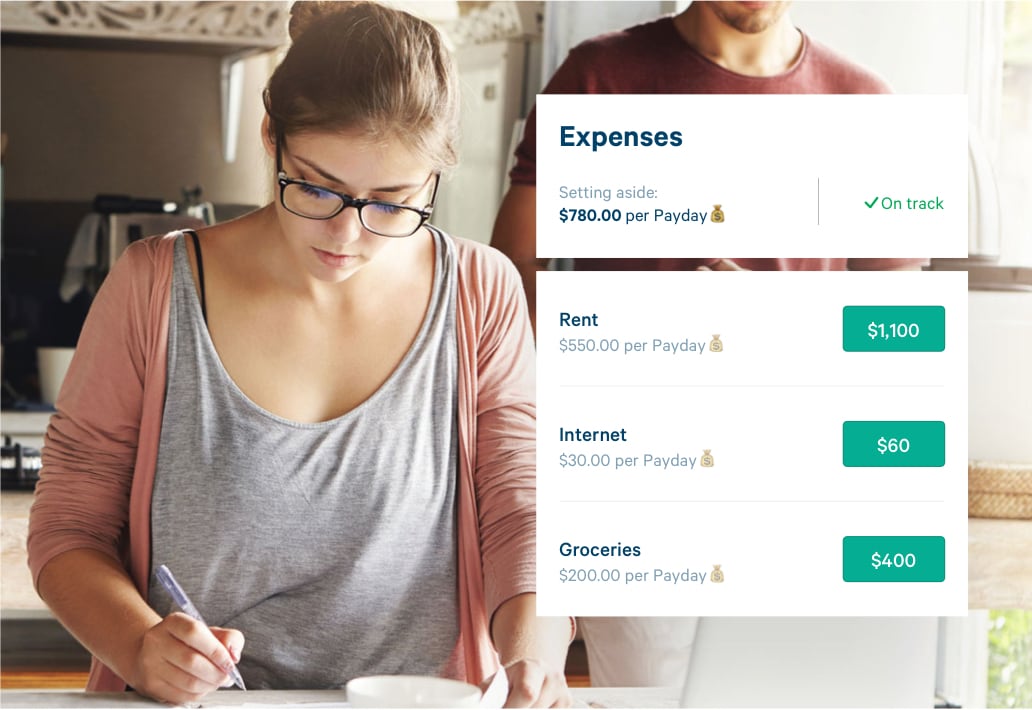 Expenses
Setting aside:
$780.00 per Payday💰
✓On track
Rent
$550.00 per Payday💰
$1,100
Internet
$30.00 per Payday💰
$60
Groceries
$200.00 per Payday💰
$400